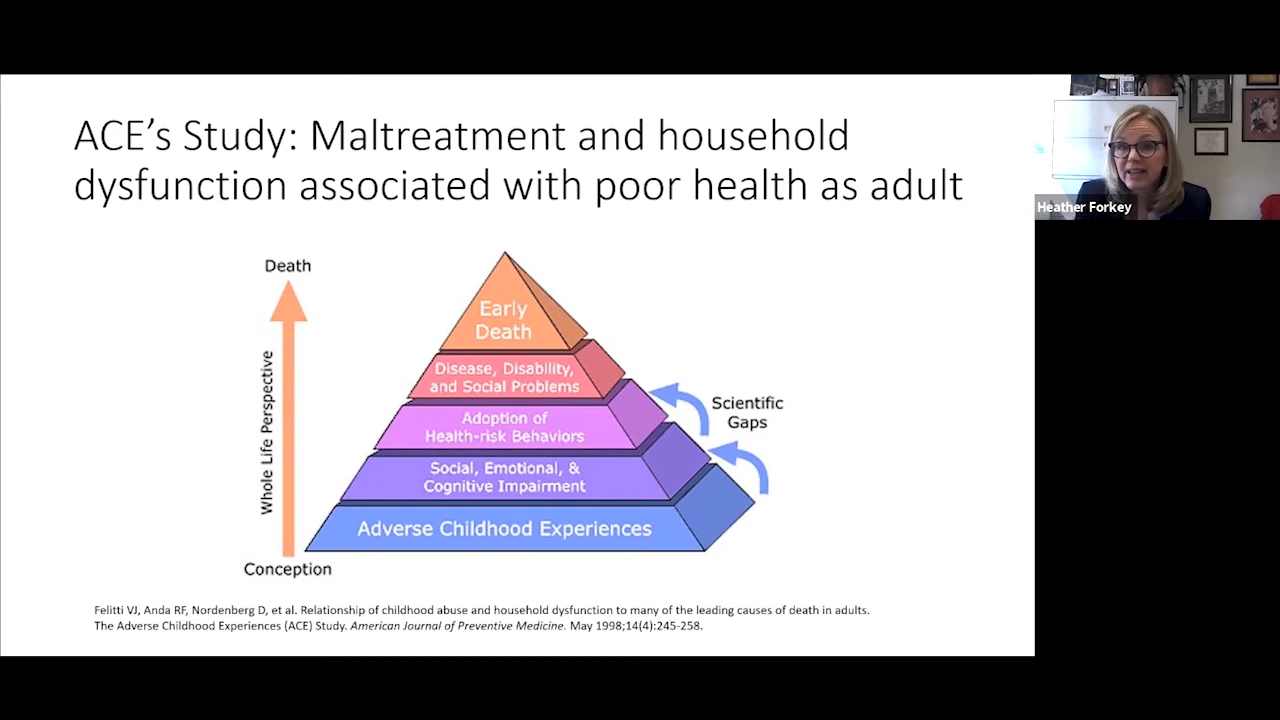 ACE’s Study: Maltreatment and household
dysfunction associated with poor health as adult
Heather Forkey
Death
Whole Life Perspective
Conception
Early
Death
Disease, Disability,
and Social Problems
Adoption of
Health-risk Behaviors
Social, Emotional, &
Cognitive Impairment
Adverse Childhood Experiences
Scientific
Gaps
Felitti VJ, Anda RF, Nordenberg D, et al. Relationship of childhood abuse and household dysfunction to many of the leading causes of death in adults.
The Adverse Childhood Experiences (ACE) Study. American Journal of Preventive Medicine. May 1998;14(4):245-258.